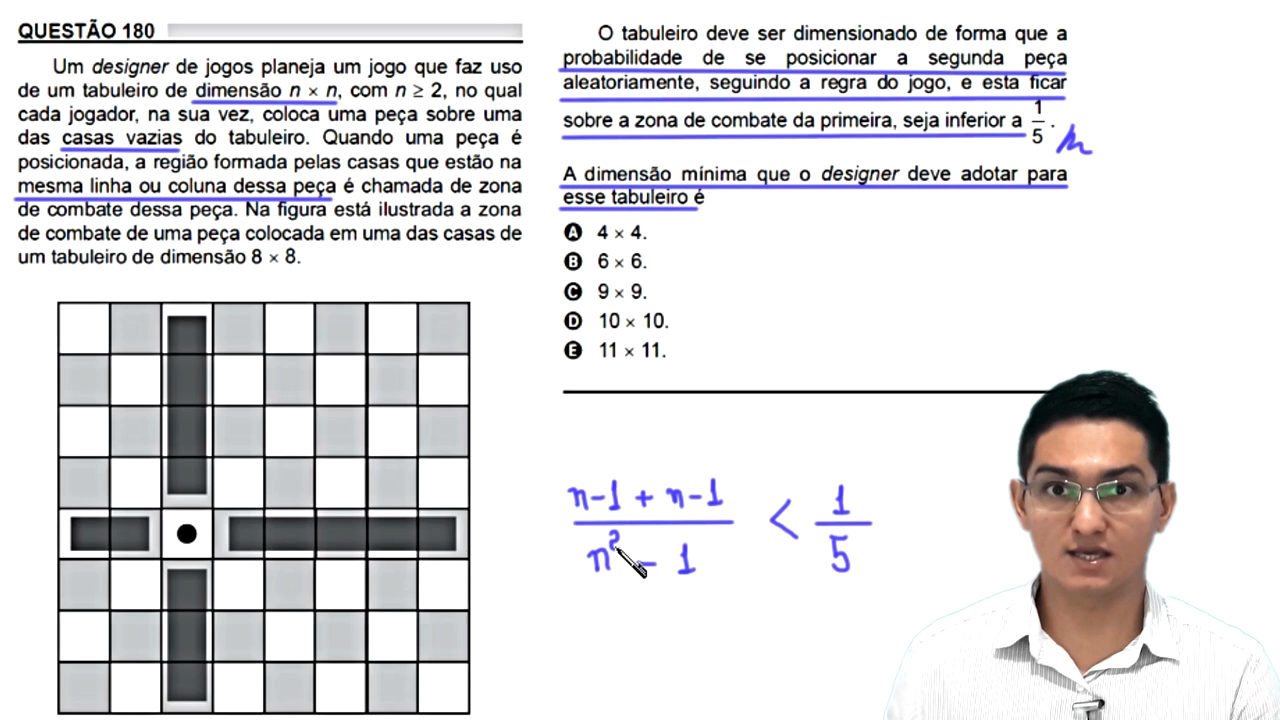 QUESTÃO 180
Um designer de jogos planeja um jogo que faz uso
de um tabuleiro de dimensão n × n, com n ≥ 2, no qual
cada jogador, na sua vez, coloca uma peça sobre uma
das casas vazias do tabuleiro. Quando uma peça é
posicionada, a região formada pelas casas que estão na
mesma linha ou coluna dessa peça é chamada de zona
de combate dessa peça. Na figura está ilustrada a zona
de combate de uma peça colocada em uma das casas de
um tabuleiro de dimensão 8 × 8.
O tabuleiro deve ser dimensionado de forma que a
probabilidade de se posicionar a segunda peça
aleatoriamente, seguindo a regra do jogo, e esta ficar
sobre a zona de combate da primeira, seja inferior a 1/5.
A dimensão mínima que o designer deve adotar para
esse tabuleiro é
A 4 × 4.
B 6 × 6.
C 9 × 9.
D 10 × 10.
E 11 × 11.
n-1 + n-1 / n² - 1 < 1/5